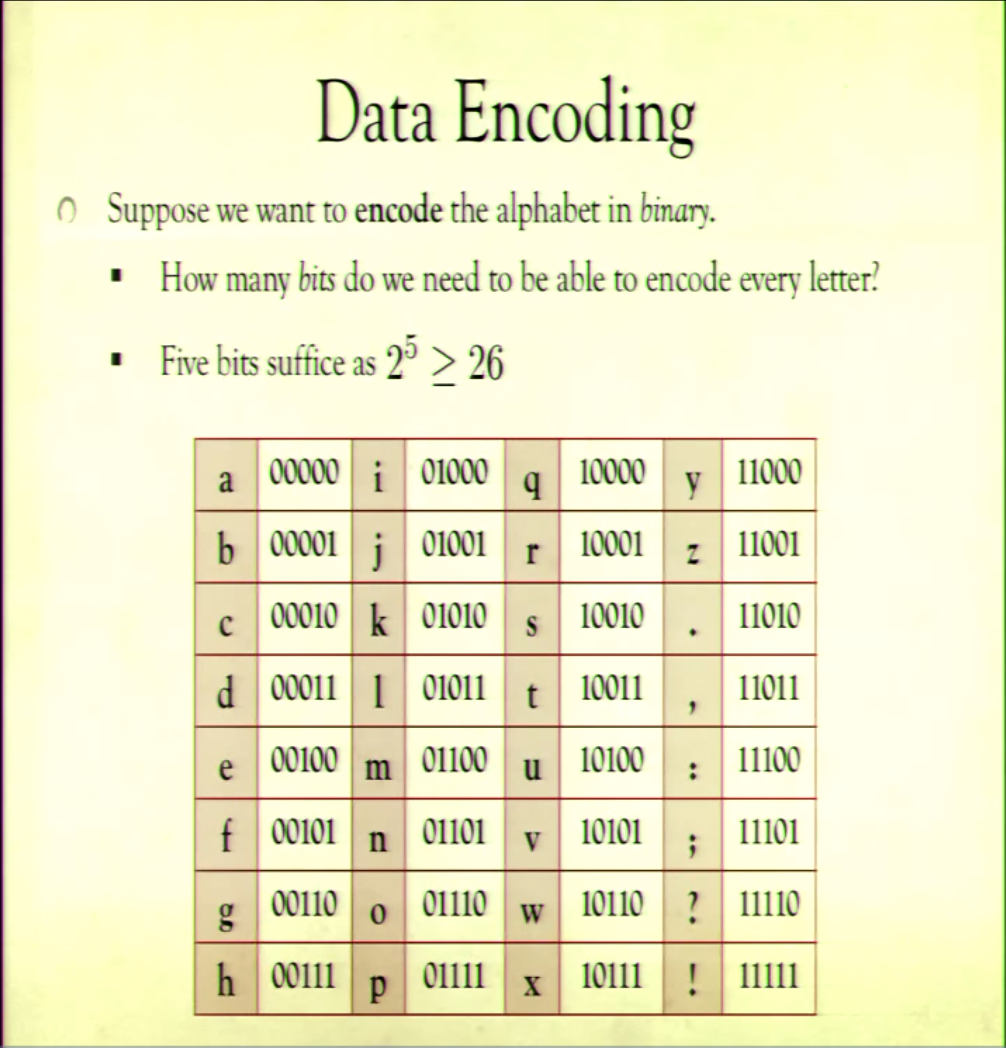 Data Encoding
Suppose we want to encode the alphabet in binary.
How many bits do we need to be able to encode every letter?
Five bits suffice as 2⁵ ≥ 26
a 00000 i 01000 q 10000 y 11000
b 00001 j 01001 r 10001 z 11001
c 00010 k 01010 s 10010 . 11010
d 00011 l 01011 t 10011 , 11011
e 00100 m 01100 u 10100 : 11100
f 00101 n 01101 v 10101 ; 11101
g 00110 o 01110 w 10110 ? 11110
h 00111 p 01111 x 10111 ! 11111